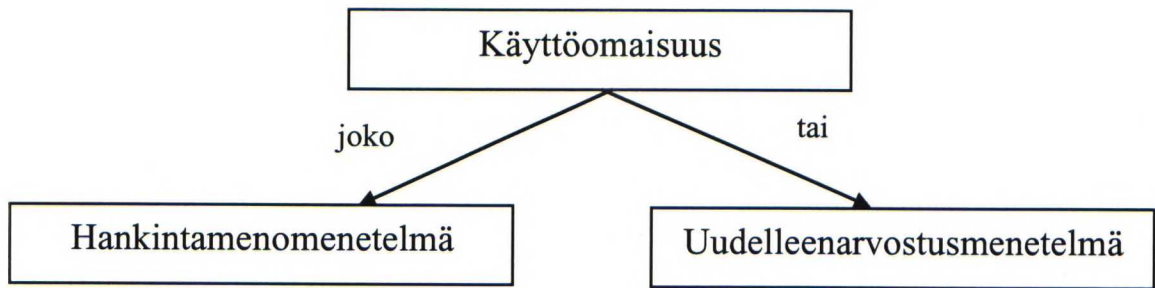 Käyttöomaisuus
joko
tai
Hankintamenomenetelmä
Uudelleenarvostusmenetelmä